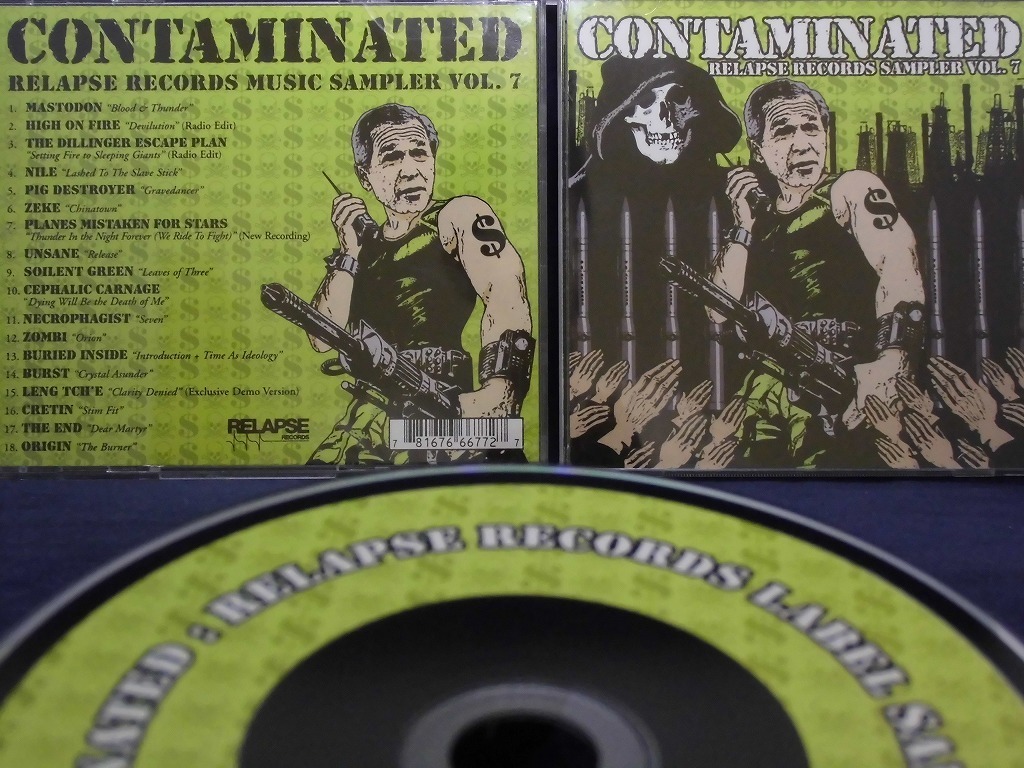 CONTAMINATED
RELAPSE RECORDS MUSIC SAMPLER VOL. 7
1. MASTODON "Blood & Thunder"
2. HIGH ON FIRE "Devilution" (Radio Edit)
3. THE DILLINGER ESCAPE PLAN
"Setting Fire to Sleeping Giants" (Radio Edit)
4. NILE "Lashed To The Slave Stick"
5. PIG DESTROYER "Gravedancer"
6. ZEKE "Chinatown"
7. PLANES MISTAKEN FOR STARS
"Thunder In the Night Forever (We Ride To Fight)" (New Recording)
8. UNSANE "Release"
9. SOILENT GREEN "Leaves of Three"
10. CEPHALIC CARNAGE
"Dying Will Be the Death of Me"
11. NECROPHAGIST "Seven"
12. ZOMBI "Orion"
13. BURIED INSIDE "Introduction + Time As Ideology"
14. BURST "Crystal Asunder"
15. LENG TCH'E "Clarity Denied" (Exclusive Demo Version)
16. CRETIN "Stim Fit"
17. THE END "Dear Martyr"
18. ORIGIN "The Burner"
RELAPSE
RECORDS
7 81676 66772 7
$
CONTAMINATED
RELAPSE RECORDS SAMPLER VOL. 7
$
NATED : RELAPSE RECORDS LABEL SA